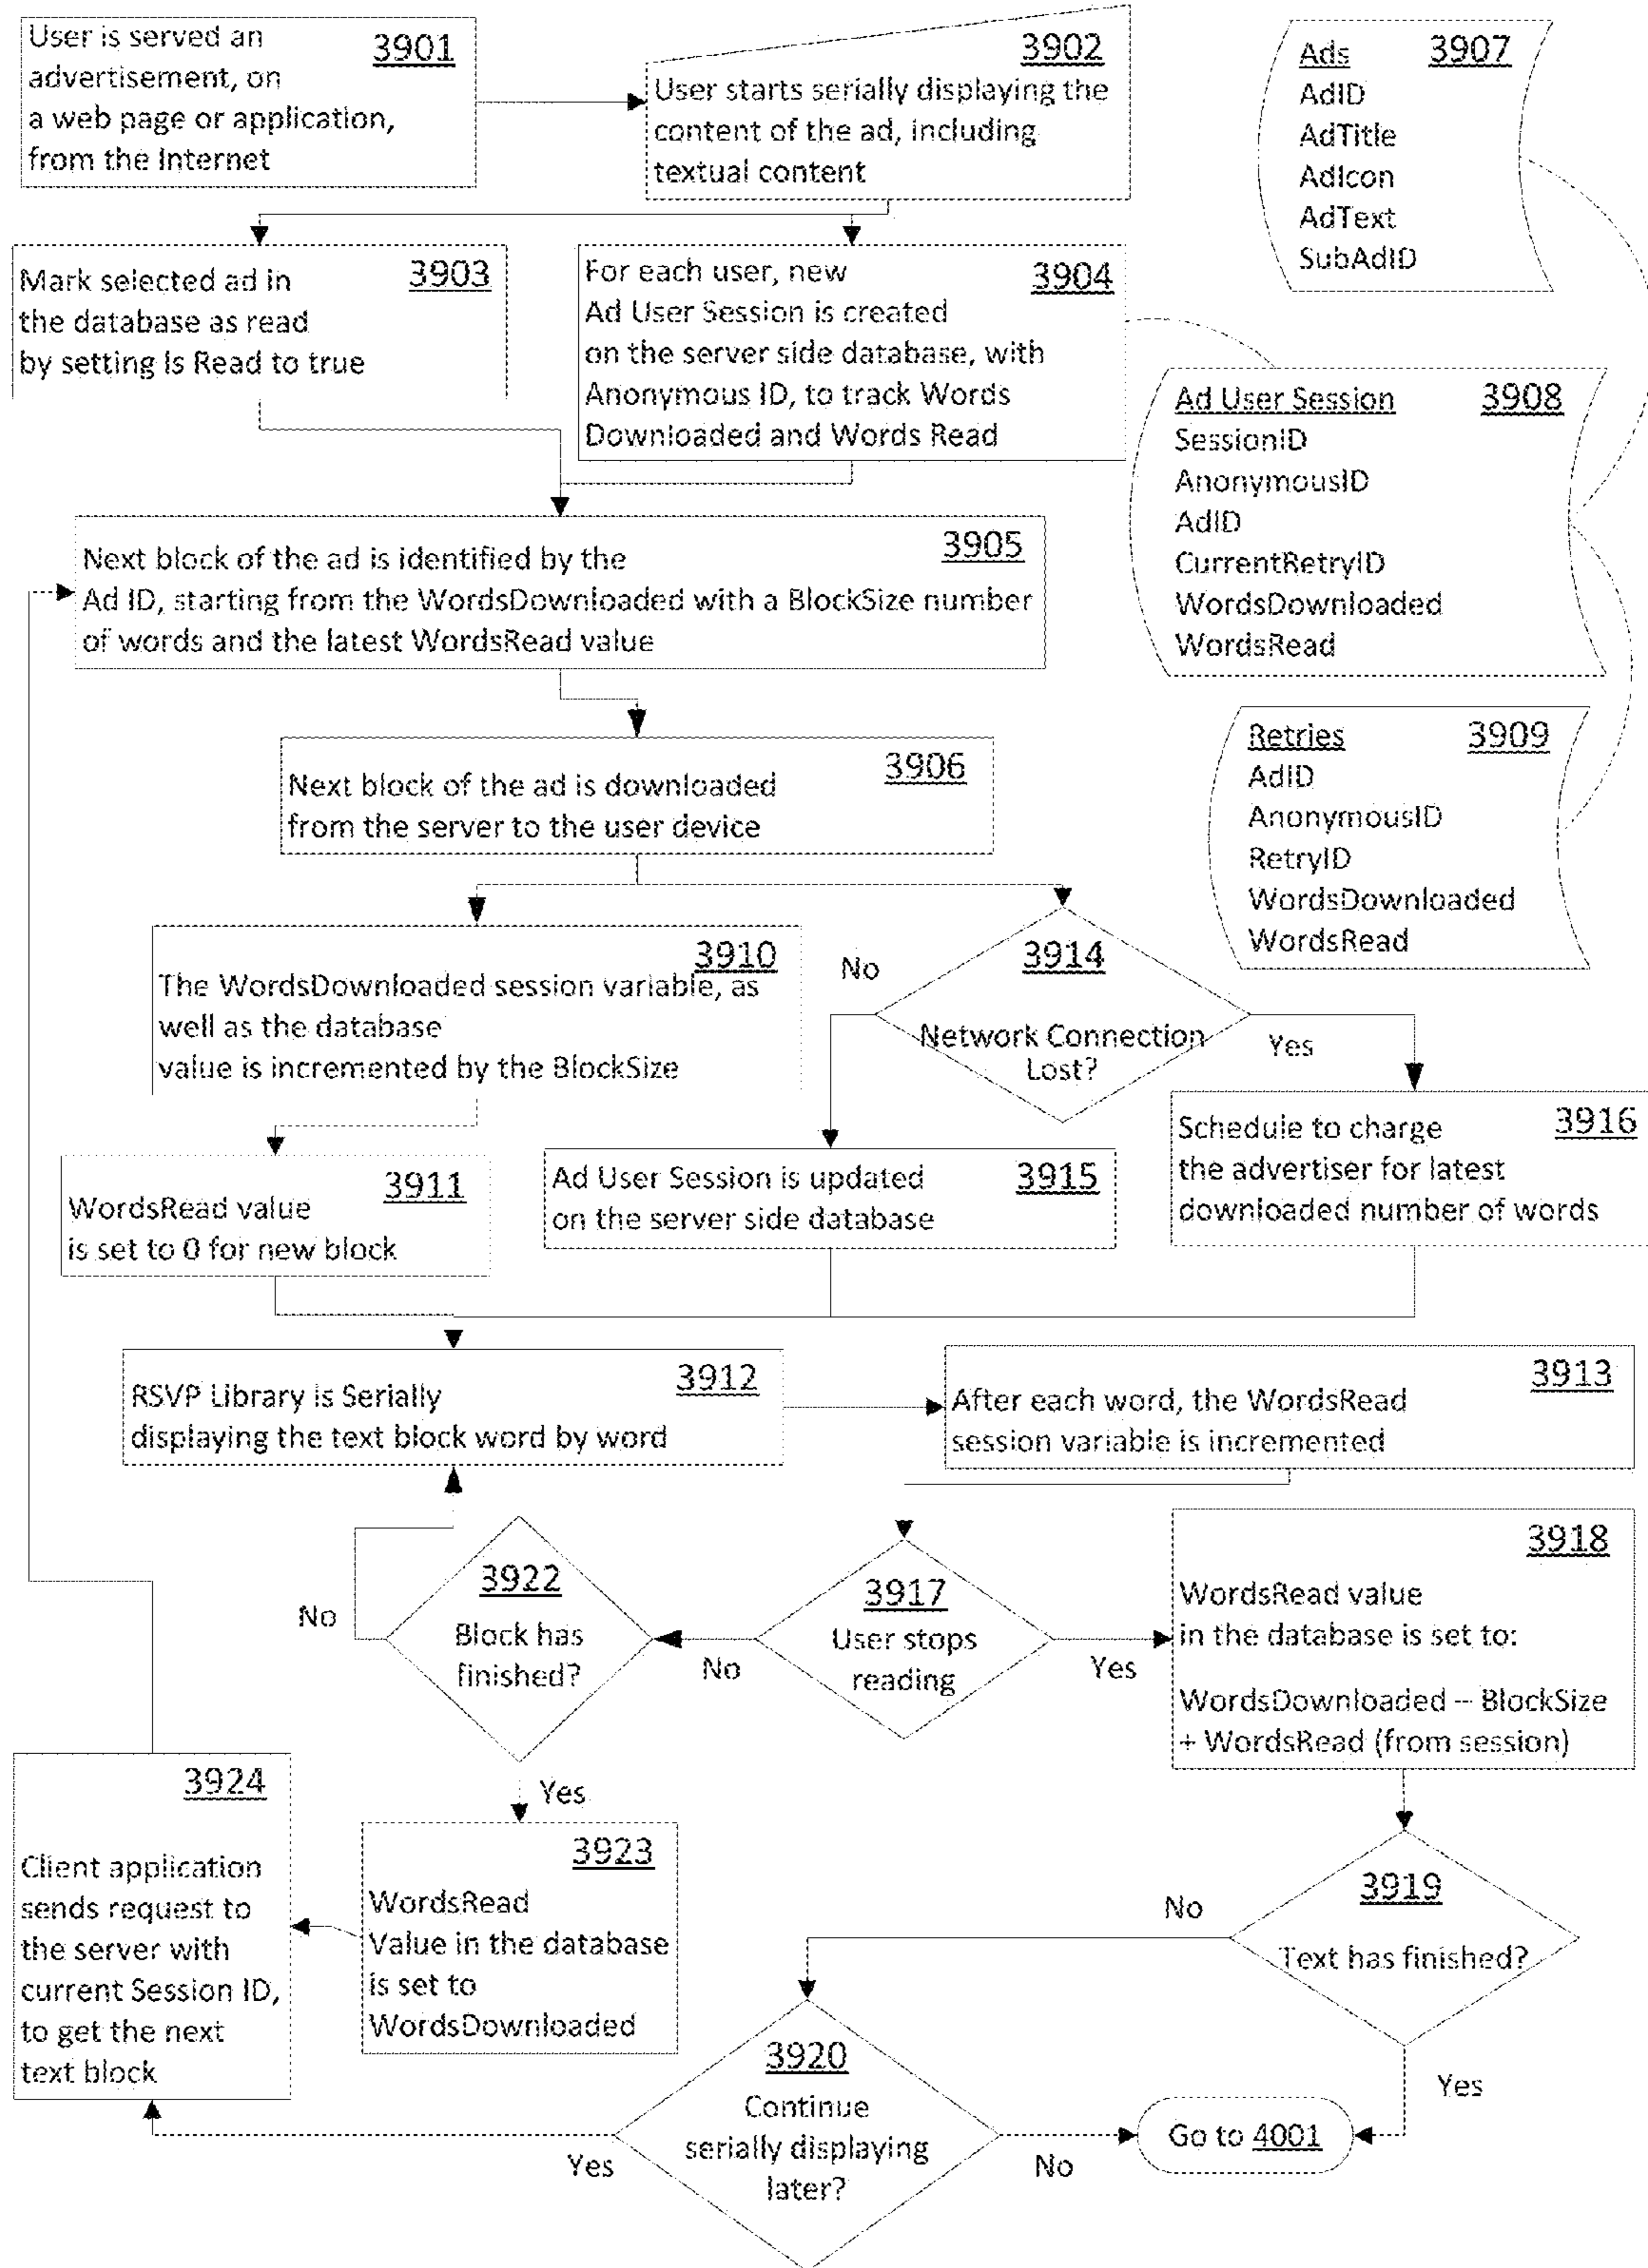 User is served an
advertisement, on
a web page or application,
from the Internet
3901
3902
User starts serially displaying the
content of the ad, including
textual content
Ads
3907
AdID
AdTitle
AdIcon
AdText
SubAdID
3903
Mark selected ad in
the database as read
by setting Is Read to true
For each user, new
3904
Ad User Session is created
on the server side database, with
Anonymous ID, to track Words
Downloaded and Words Read
Ad User Session
3908
SessionID
AnonymousID
AdID
CurrentRetryID
WordsDownloaded
WordsRead
3905
Next block of the ad is identified by the
Ad ID, starting from the WordsDownloaded with a BlockSize number
of words and the latest WordsRead value
3906
Next block of the ad is downloaded
from the server to the user device
Retries
3909
AdID
AnonymousID
RetryID
WordsDownloaded
WordsRead
3910
The WordsDownloaded session variable, as
well as the database
value is incremented by the BlockSize
No
3914
Network Connection
Lost?
Yes
3911
WordsRead value
is set to 0 for new block
Ad User Session is updated
3915
on the server side database
Schedule to charge
3916
the advertiser for latest
downloaded number of words
3912
RSVP Library is Serially
displaying the text block word by word
3913
After each word, the WordsRead
session variable is incremented
3922
Block has
finished?
No
3917
User stops
reading
No
Yes
3918
WordsRead value
in the database is set to:
WordsDownloaded -- BlockSize
+ WordsRead (from session)
3924
Client application
sends request to
the server with
current Session ID,
to get the next
text block
Yes
3923
WordsRead
Value in the database
is set to
WordsDownloaded
No
3919
Text has finished?
Yes
3920
Continue
serially displaying
later?
Yes
No
Go to 4001